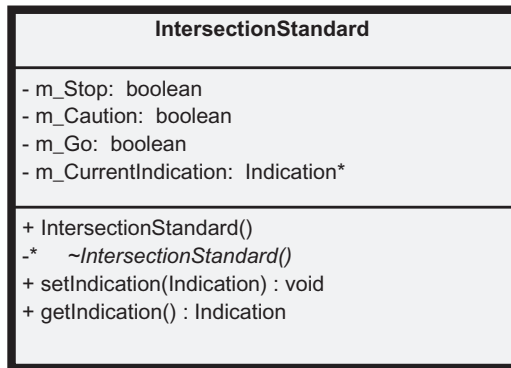 IntersectionStandard
- m_Stop: boolean
- m_Caution: boolean
- m_Go: boolean
- m_CurrentIndication: Indication*
+ IntersectionStandard()
-* ~IntersectionStandard()
+ setIndication(Indication) : void
+ getIndication() : Indication